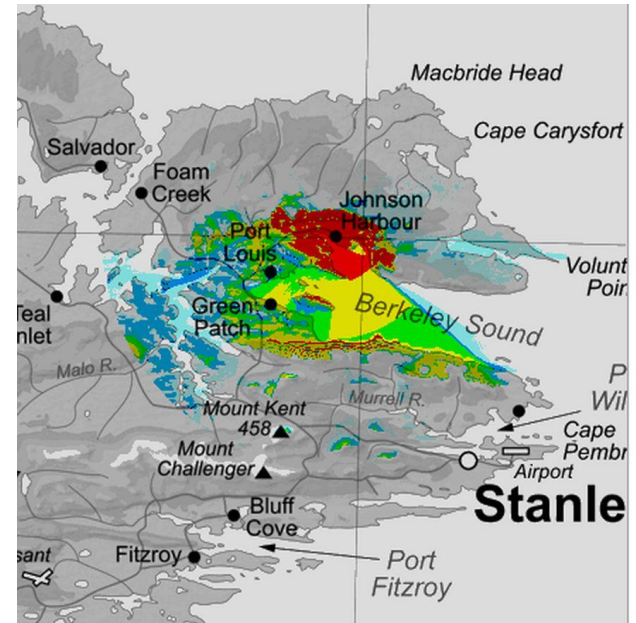 Macbride Head
Cape Carysfort
Salvador
Foam
Creek
Johnson
Harbour
Port
Louis
Volunt
Poin
Teal
nlet
Green
Patch
Berkeley Sound
Malo R.
Murrell R.
P
Wil
Mount Kent
458
Cape
Pembr
Mount
Challenger
Airport
Stanle
Bluff
Cove
sant
Fitzroy
Port
Fitzroy